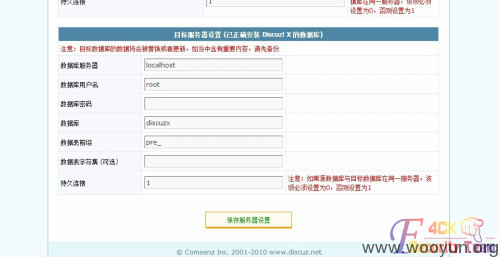 持久连接 1 数据库在同一服务器，该项必须
设置为0，否则设置为1
目标服务器设置 (已正确安装 Discuz! X 的数据库)
注意：目标数据库的数据将会被替换或者更新，如当中含有重要内容，请先备份
数据库服务器 localhost
数据库用户名 root
数据库密码
数据库 discuzx
数据表前缀 pre_
数据表字符集 (可选)
持久连接 1 注意：如果源数据库与目标数据库在同一服务器，该
项必须设置为0，否则设置为1
保存服务器设置
© Comsenz Inc. 2001-2010 www.discuz.net
F4CK
www.wooyun.org